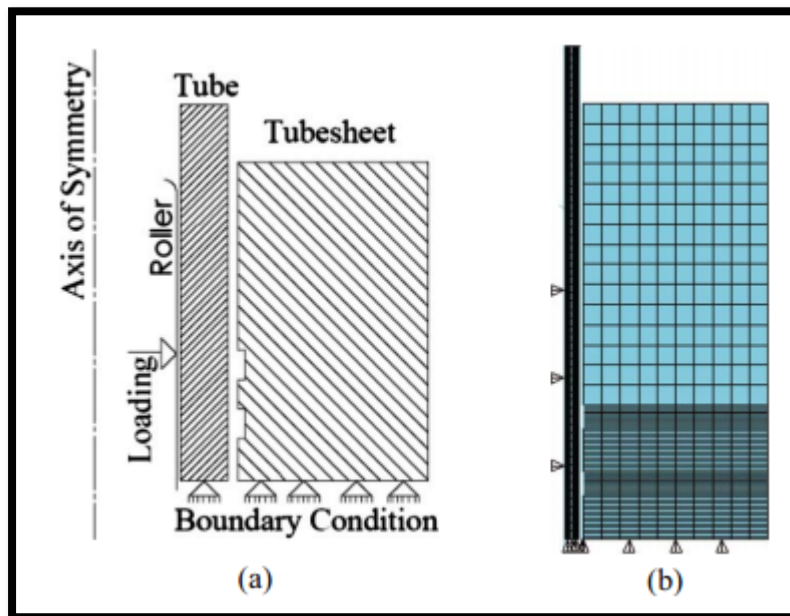 Axis of Symmetry
Tube
Tubesheet
Roller
Loading
Boundary Condition
(a)
(b)